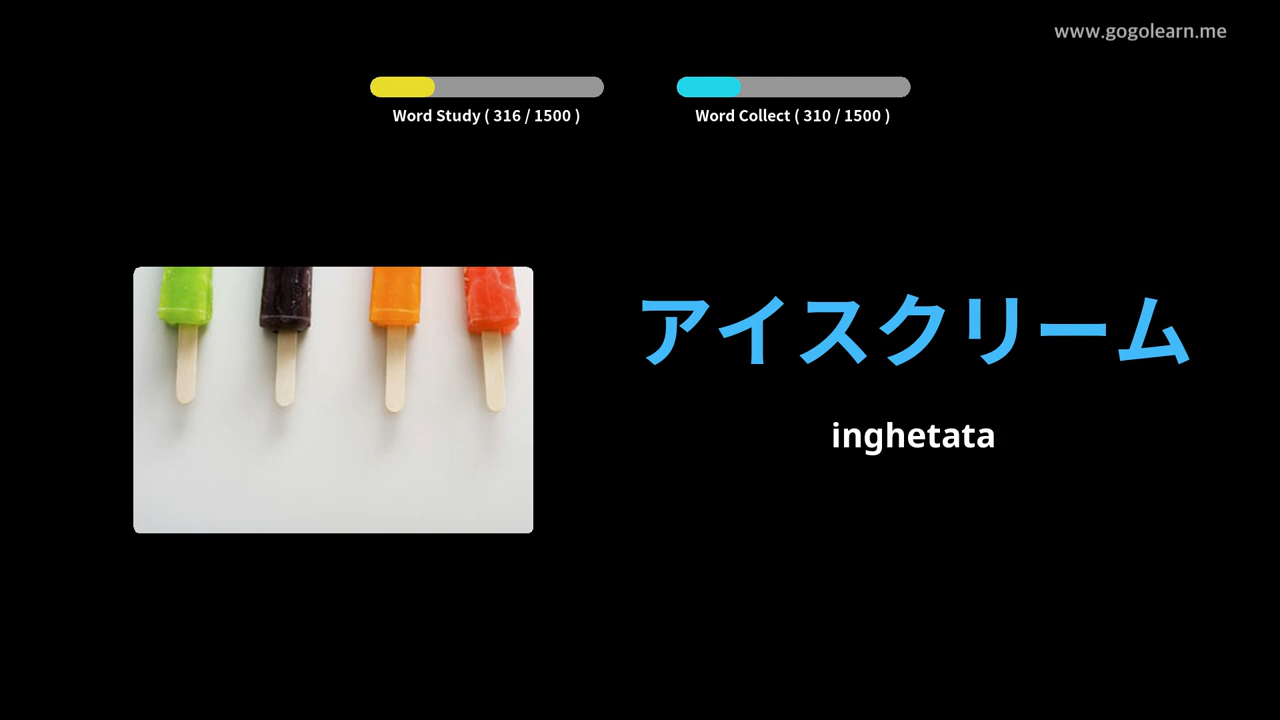 www.gogolearn.me
Word Study ( 316 / 1500 )
Word Collect ( 310 / 1500 )
アイスクリーム
inghetata